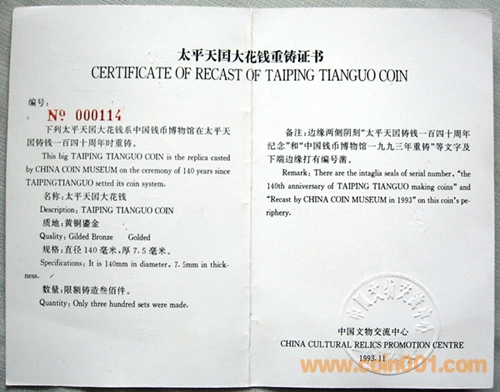 太平天国大花钱重铸证书
CERTIFICATE OF RECAST OF TAIPING TIANGUO COIN
编号:
№ 000114
下列太平天国大花钱系中国钱币博物馆在太平天
国铸钱一百四十周年时重铸。
This big TAIPING TIANGUO COIN is the replica casted
by CHINA COIN MUSEUM on the ceremony of 140 years since
TAIPINGTIANGUO setted its coin system.
名称:太平天国大花钱
Description: TAIPING TIANGUO COIN
质地:黄铜鎏金
Quality: Gilded Bronze Golded
规格:直径140毫米,厚7.5毫米。
Specifications: It is 140mm in diameter, 7.5mm in thick-
ness.
数量:限额铸造叁佰件。
Quantity: Only three hundred sets were made.
备注:边缘两侧阴刻“太平天国铸钱一百四十周年
纪念”和“中国钱币博物馆一九九三年重铸”等文字及
下端边缘打有编号凿。
Remark: There are the intaglia seals of serial number, “the
140th anniversary of TAIPING TIANGUO making coins” and
“Recast by CHINA COIN MUSEUM in 1993” on this coin's pe-
riphery.
中国文物交流中心
CHINA CULTURAL RELICS PROMOTION CENTRE
1993.11
www.coin001.com